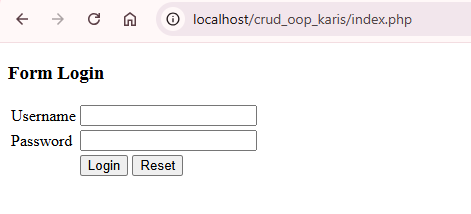 localhost/crud_oop_karis/index.php
Form Login
Username
Password
Login Reset